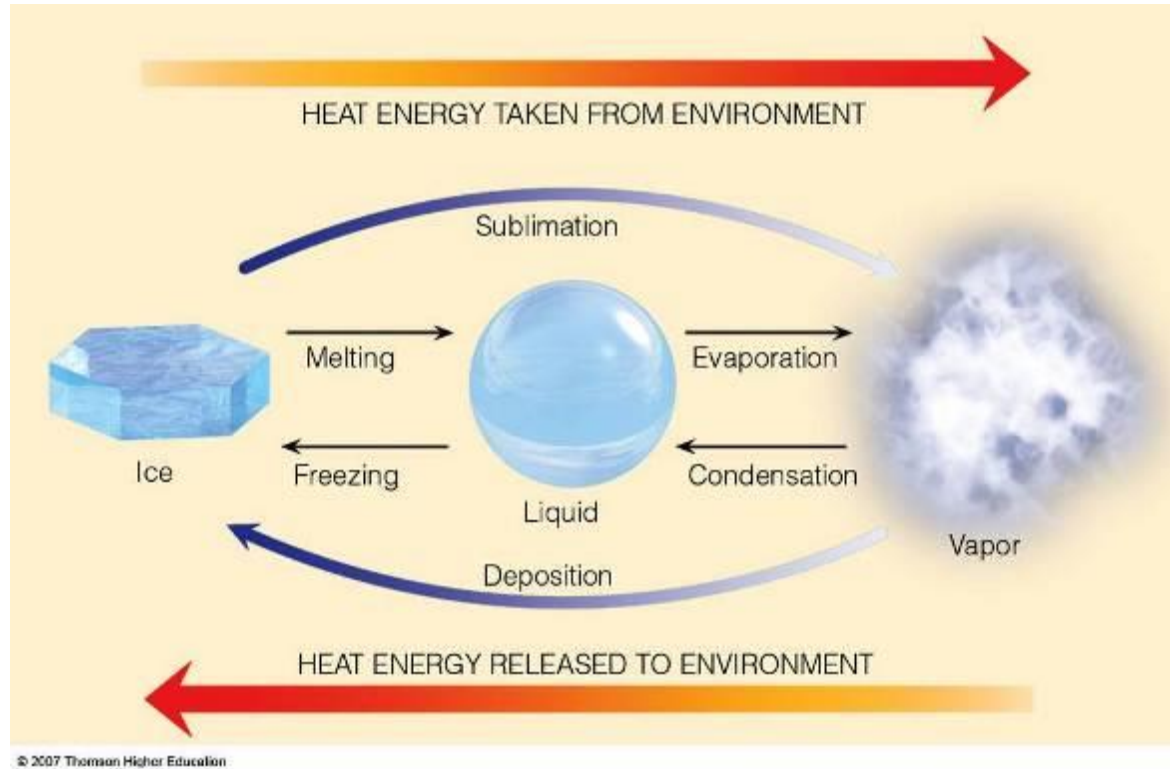 HEAT ENERGY TAKEN FROM ENVIRONMENT
Sublimation
Melting
Evaporation
Ice
Freezing
Condensation
Liquid
Vapor
Deposition
HEAT ENERGY RELEASED TO ENVIRONMENT
© 2007 Thomson Higher Education